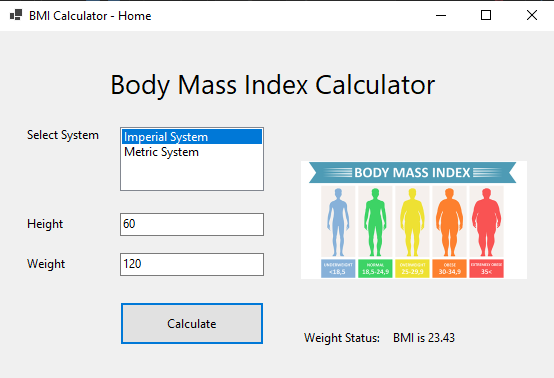 BMI Calculator - Home
Body Mass Index Calculator
Select System
Imperial System
Metric System
Height
60
Weight
120
Calculate
BODY MASS INDEX
UNDERWEIGHT NORMAL OVERWEIGHT OBESE EXTREMELY OBESE
<18,5 18,5-24,9 25-29,9 30-34,9 35<
Weight Status: BMI is 23.43